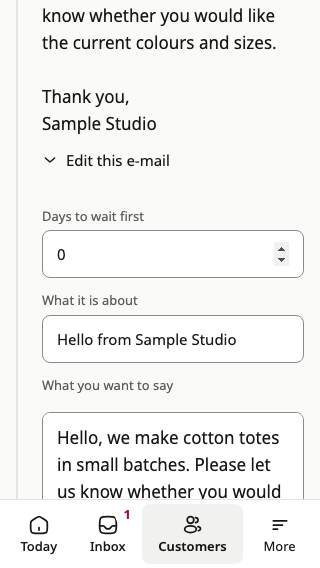 know whether you would like
the current colours and sizes.
Thank you,
Sample Studio
Edit this e-mail
Days to wait first
0
What it is about
Hello from Sample Studio
What you want to say
Hello, we make cotton totes
in small batches. Please let
us know whether you would
Today
Inbox
1
Customers
More